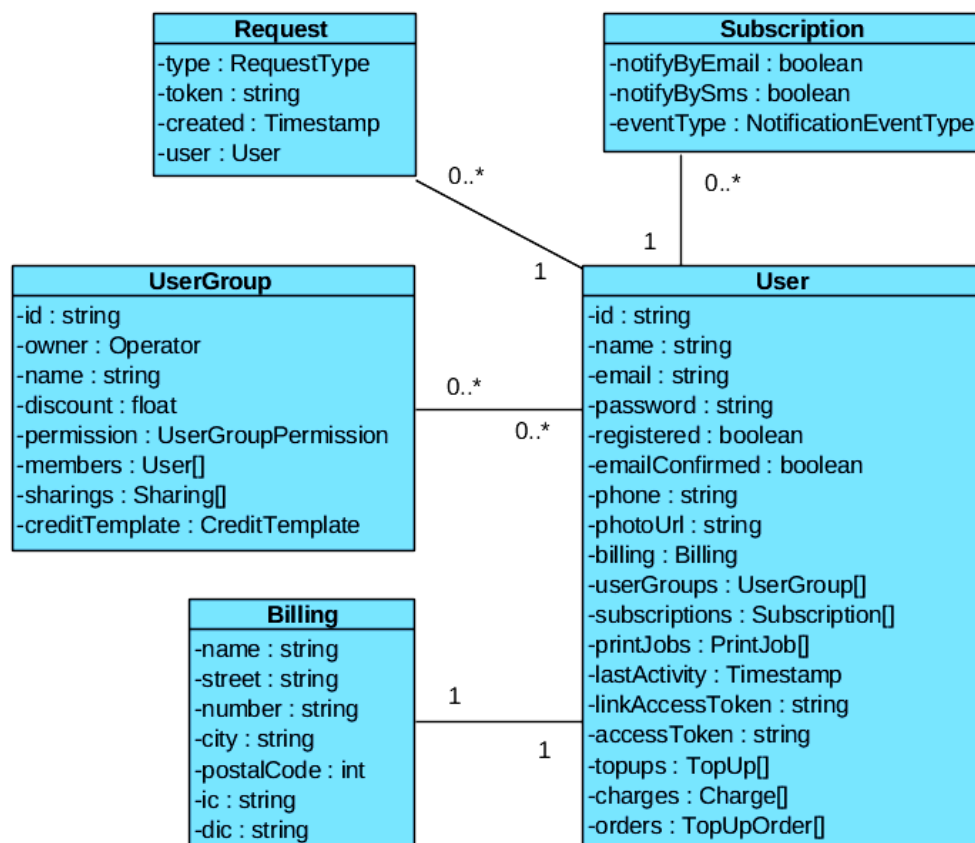 Request
-type : RequestType
-token : string
-created : Timestamp
-user : User
Subscription
-notifyByEmail : boolean
-notifyBySms : boolean
-eventType : NotificationEventType
0..*
1
0..*
1
UserGroup
-id : string
-owner : Operator
-name : string
-discount : float
-permission : UserGroupPermission
-members : User[]
-sharings : Sharing[]
-creditTemplate : CreditTemplate
0..*
0..*
User
-id : string
-name : string
-email : string
-password : string
-registered : boolean
-emailConfirmed : boolean
-phone : string
-photoUrl : string
-billing : Billing
-userGroups : UserGroup[]
-subscriptions : Subscription[]
-printJobs : PrintJob[]
-lastActivity : Timestamp
-linkAccessToken : string
-accessToken : string
-topups : TopUp[]
-charges : Charge[]
-orders : TopUpOrder[]
Billing
-name : string
-street : string
-number : string
-city : string
-postalCode : int
-ic : string
-dic : string
1
1